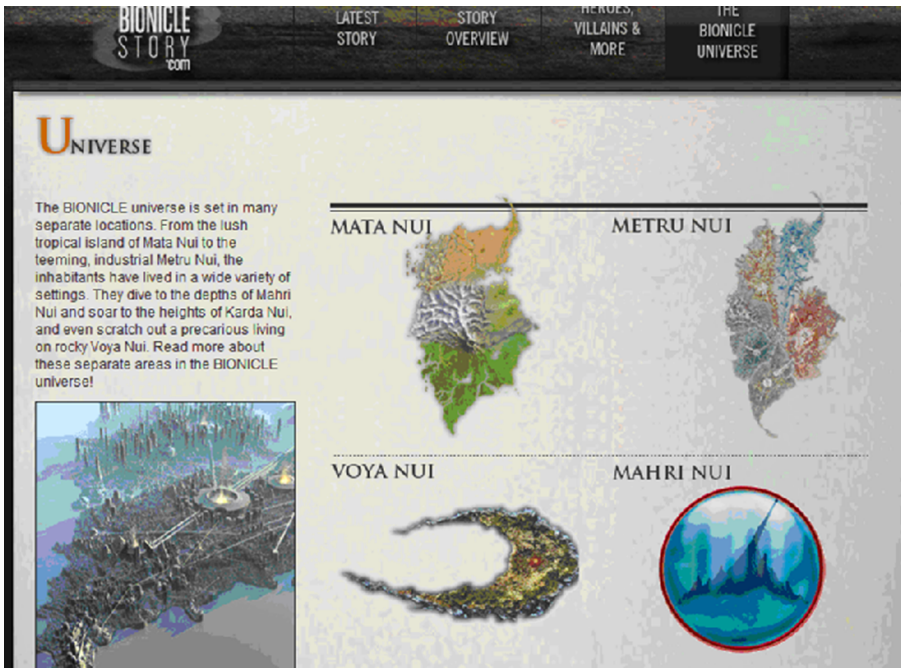 BIONICLE
STORY
.com
LATEST
STORY
STORY
OVERVIEW
HEROES,
VILLAINS &
MORE
THE
BIONICLE
UNIVERSE
UNIVERSE
The BIONICLE universe is set in many
separate locations. From the lush
tropical island of Mata Nui to the
teeming, industrial Metru Nui, the
inhabitants have lived in a wide variety of
settings. They dive to the depths of Mahri
Nui and soar to the heights of Karda Nui,
and even scratch out a precarious living
on rocky Voya Nui. Read more about
these separate areas in the BIONICLE
universe!
MATA NUI
METRU NUI
VOYA NUI
MAHRI NUI